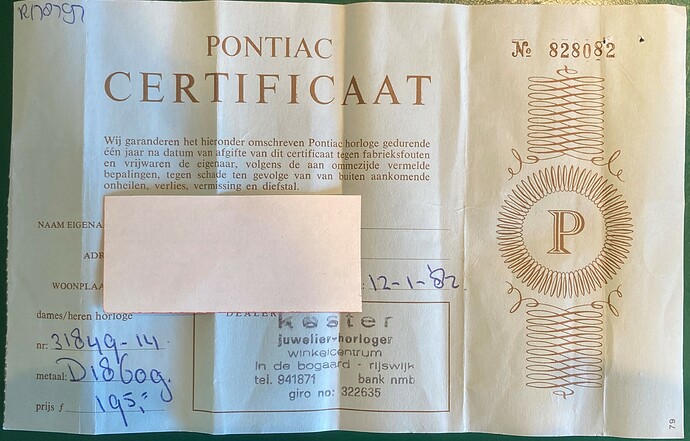 PONTIAC
CERTIFICAAT
№ 828082
Wij garanderen het hieronder omschreven Pontiac horloge gedurende
één jaar na datum van afgifte van dit certificaat tegen fabrieksfouten
en vrijwaren de eigenaar, volgens de aan ommezijde vermelde
bepalingen, tegen schade ten gevolge van van buiten aankomende
onheilen, verlies, vermissing en diefstal.
P
NAAM EIGENA
ADR
WOONPLAA
: 12-1-'82
dames/heren horloge
nr: 31849-14
metaal:
prijs ƒ 195,-
DEALER
kester
juwelier-horloger
winkelcentrum
in de bogaard - rijswijk
tel. 941871 bank nmb
giro no: 322635
79